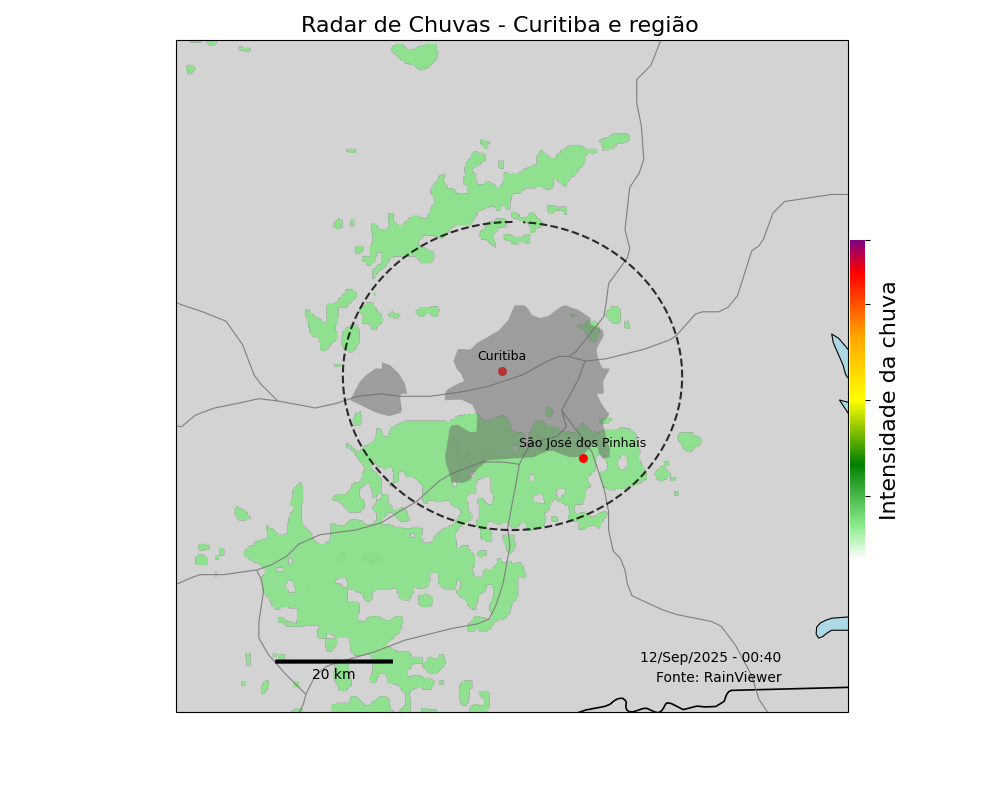 Radar de Chuvas - Curitiba e região
Curitiba
São José dos Pinhais
Intensidade da chuva
20 km
12/Sep/2025 - 00:40
Fonte: RainViewer